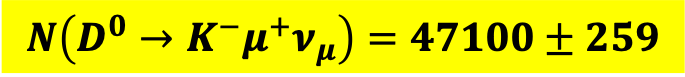 N(D⁰ → K⁻μ⁺ν_μ) = 47100 ± 259